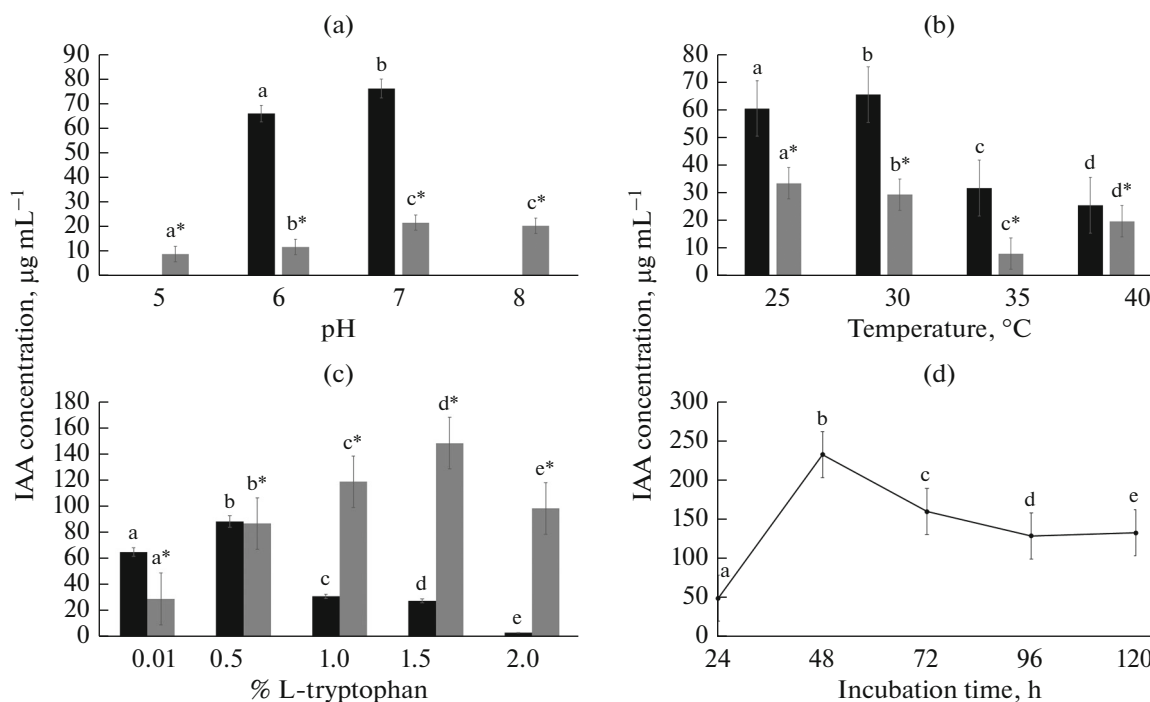 (a)
90
80
70
60
50
40
30
20
10
0
a*
a
b*
b
c*
c*
5 6 7 8
pH
(b)
80
70
60
50
40
30
20
10
0
a
a*
b
b*
c
c*
d
d*
25 30 35 40
Temperature, °C
IAA concentration, μg mL⁻¹
IAA concentration, μg mL⁻¹
(c)
180
160
140
120
100
80
60
40
20
0
a
a*
b
b*
c
c*
d
d*
e
e*
0.01 0.5 1.0 1.5 2.0
% L-tryptophan
(d)
300
250
200
150
100
50
0
a
b
c
d
e
24 48 72 96 120
Incubation time, h